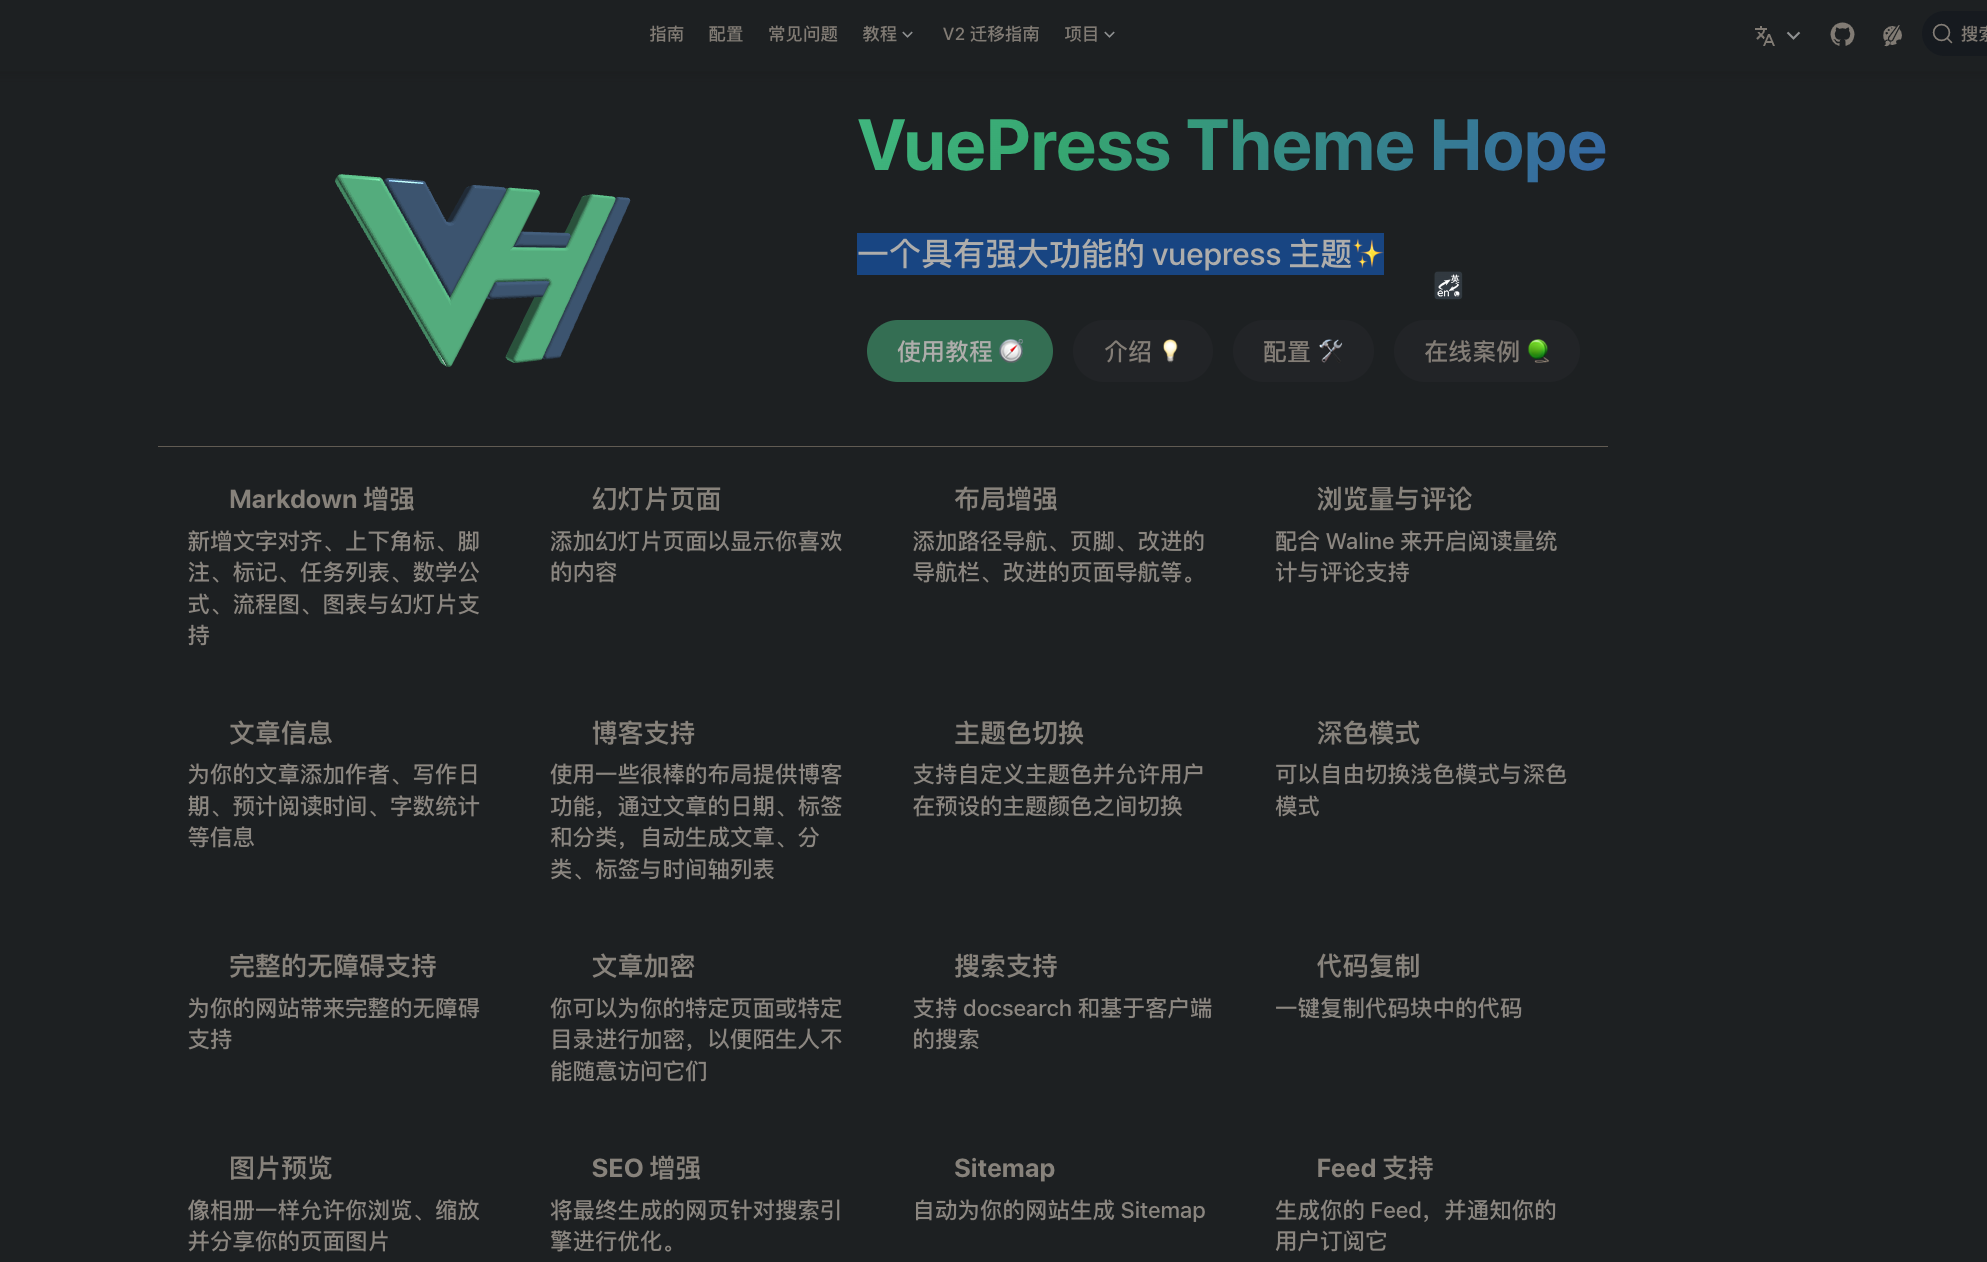 指南 配置 常见问题 教程 V2 迁移指南 项目 搜索
VuePress Theme Hope
一个具有强大功能的 vuepress 主题✨
英
en
使用教程 🧭 介绍 💡 配置 🛠 在线案例
Markdown 增强
新增文字对齐、上下角标、脚
注、标记、任务列表、数学公
式、流程图、图表与幻灯片支
持
幻灯片页面
添加幻灯片页面以显示你喜欢
的内容
布局增强
添加路径导航、页脚、改进的
导航栏、改进的页面导航等。
浏览量与评论
配合 Waline 来开启阅读量统
计与评论支持
文章信息
为你的文章添加作者、写作日
期、预计阅读时间、字数统计
等信息
博客支持
使用一些很棒的布局提供博客
功能，通过文章的日期、标签
和分类，自动生成文章、分
类、标签与时间轴列表
主题色切换
支持自定义主题色并允许用户
在预设的主题颜色之间切换
深色模式
可以自由切换浅色模式与深色
模式
完整的无障碍支持
为你的网站带来完整的无障碍
支持
文章加密
你可以为你的特定页面或特定
目录进行加密，以便陌生人不
能随意访问它们
搜索支持
支持 docsearch 和基于客户端
的搜索
代码复制
一键复制代码块中的代码
图片预览
像相册一样允许你浏览、缩放
并分享你的页面图片
SEO 增强
将最终生成的网页针对搜索引
擎进行优化。
Sitemap
自动为你的网站生成 Sitemap
Feed 支持
生成你的 Feed，并通知你的
用户订阅它